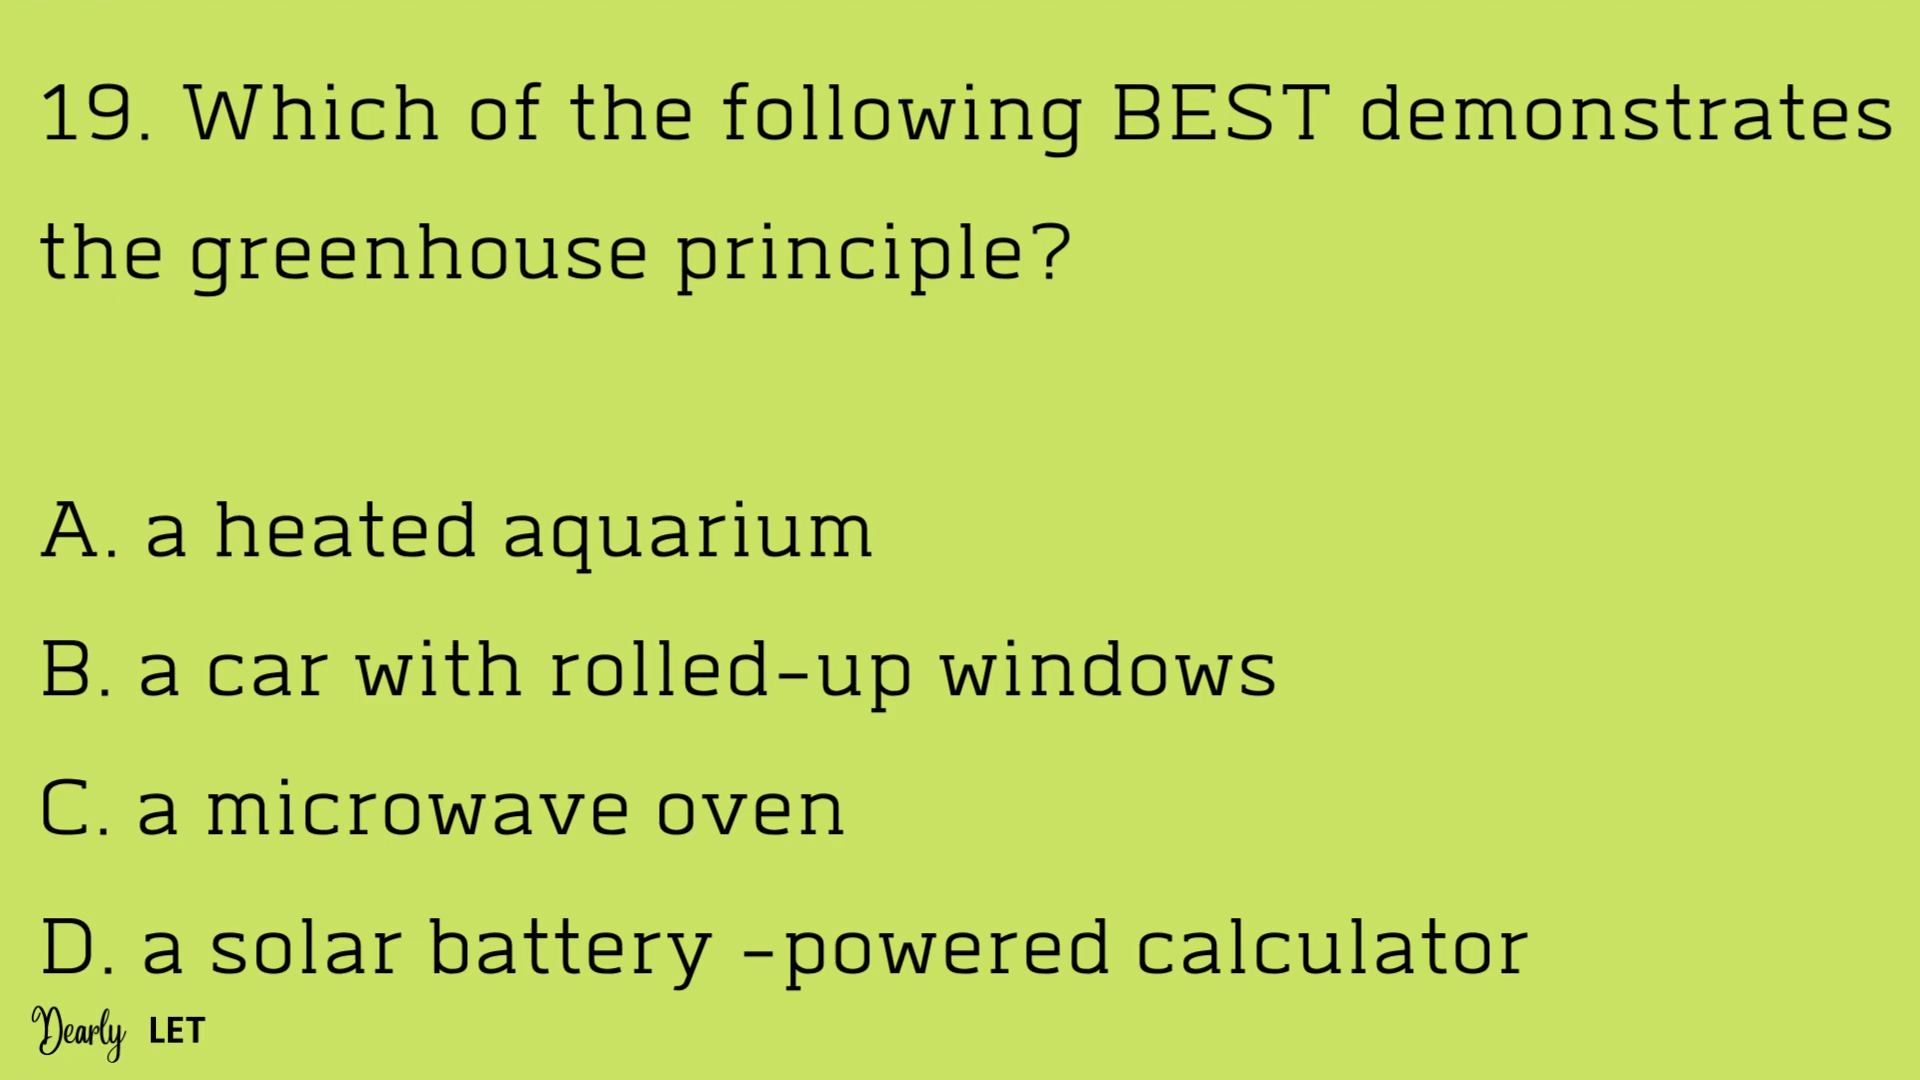 19. Which of the following BEST demonstrates
the greenhouse principle?
A. a heated aquarium
B. a car with rolled-up windows
C. a microwave oven
D. a solar battery -powered calculator
Dearly LET